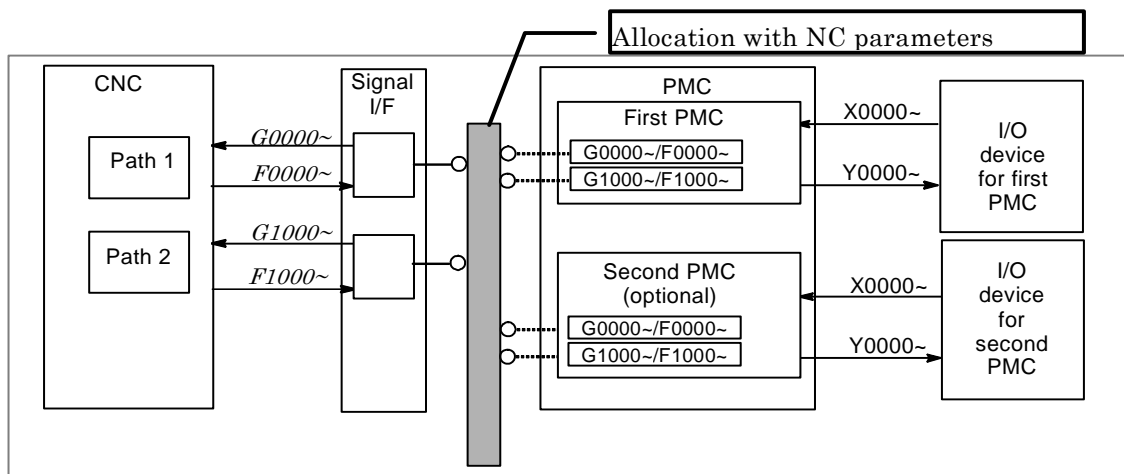 Allocation with NC parameters
CNC
Path 1
Path 2
G0000~
F0000~
G1000~
F1000~
Signal
I/F
PMC
First PMC
G0000~/F0000~
G1000~/F1000~
Second PMC
(optional)
G0000~/F0000~
G1000~/F1000~
X0000~
Y0000~
X0000~
Y0000~
I/O
device
for first
PMC
I/O
device
for
second
PMC